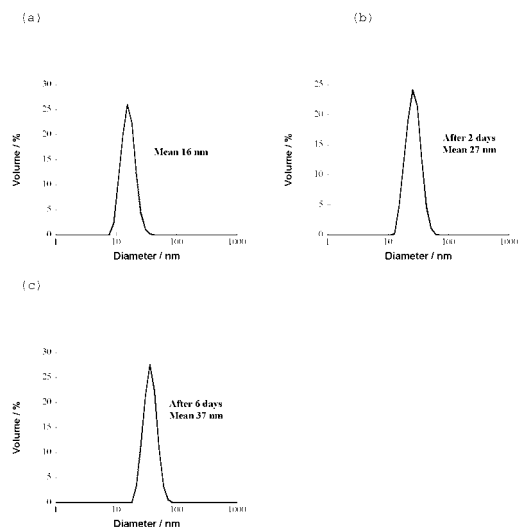 (a)
30
25
20
15
10
5
0
Volume / %
Mean 16 nm
1
10
100
1000
Diameter / nm
(b)
25
20
15
10
5
0
Volume / %
After 2 days
Mean 27 nm
1
10
100
1000
Diameter / nm
(c)
30
25
20
15
10
5
0
Volume / %
After 6 days
Mean 37 nm
1
10
100
1000
Diameter / nm